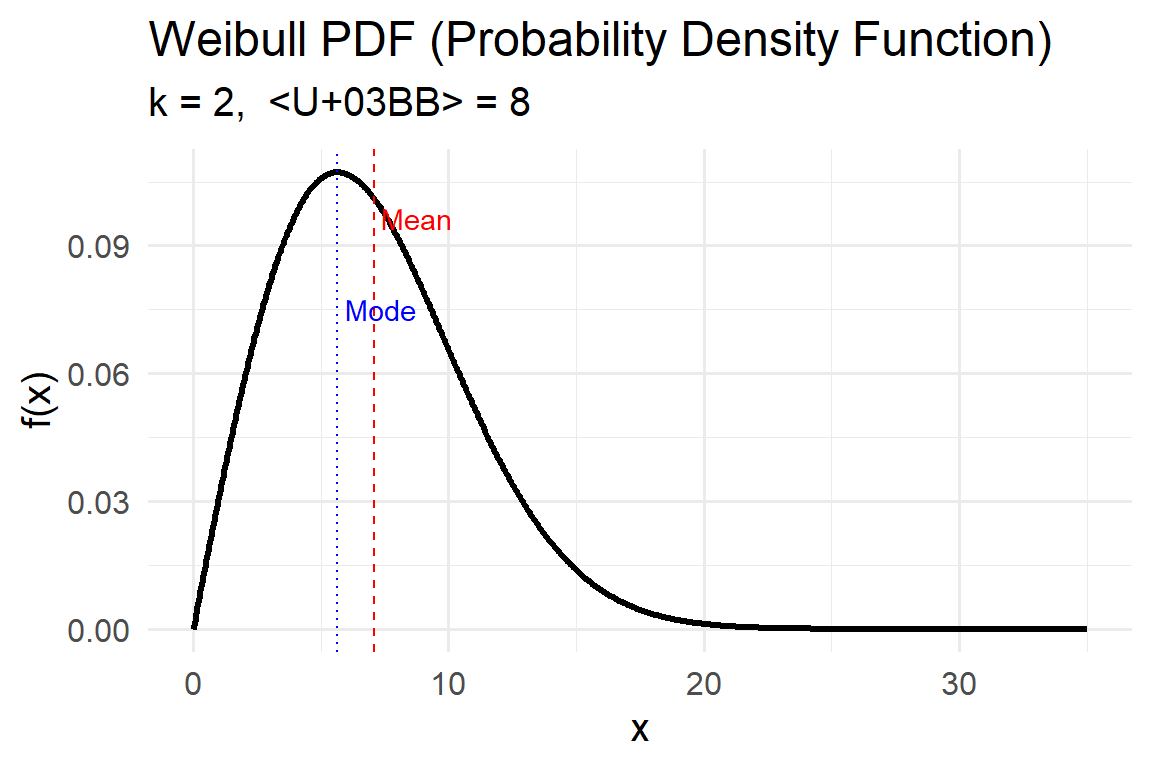 Weibull PDF (Probability Density Function)
k = 2,  <U+03BB> = 8
Mean
Mode
f(x)
0.09
0.06
0.03
0.00
0 10 20 30
x